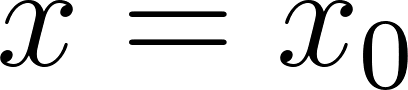 x = x₀